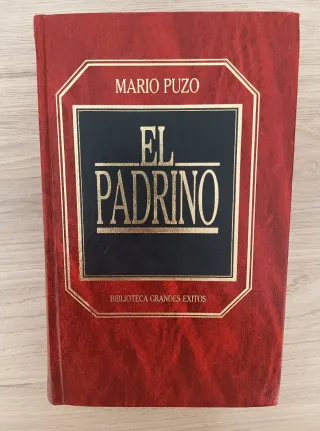 MARIO PUZO
EL
PADRINO
BIBLIOTECA GRANDES EXITOS